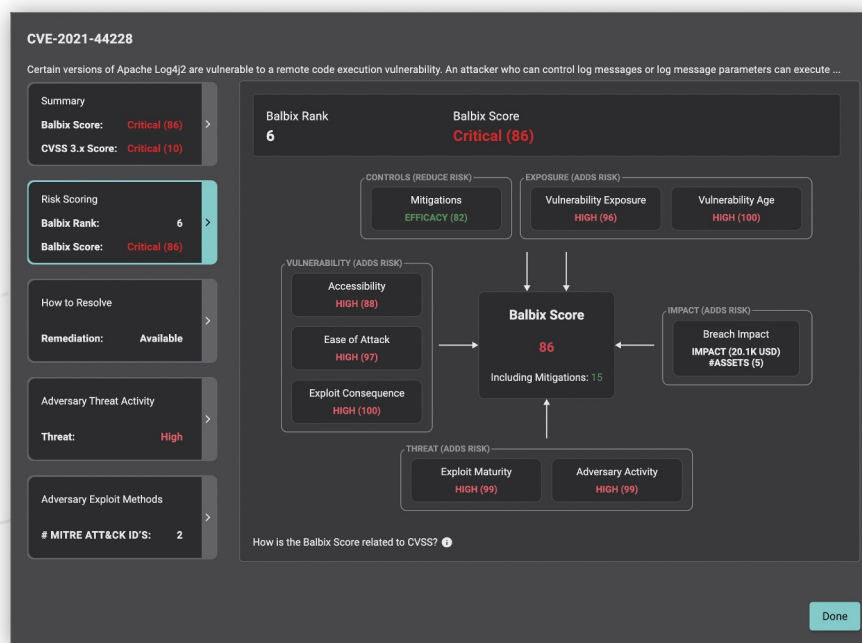 CVE-2021-44228
Certain versions of Apache Log4j2 are vulnerable to a remote code execution vulnerability. An attacker who can control log messages or log message parameters can execute ...
Summary
Balbix Score: Critical (86)
CVSS 3.x Score: Critical (10)
Risk Scoring
Balbix Rank: 6
Balbix Score: Critical (86)
How to Resolve
Remediation: Available
Adversary Threat Activity
Threat: High
Adversary Exploit Methods
# MITRE ATT&CK ID'S: 2
Balbix Rank
6
Balbix Score
Critical (86)
CONTROLS (REDUCE RISK)
Mitigations
EFFICACY (82)
EXPOSURE (ADDS RISK)
Vulnerability Exposure
HIGH (96)
Vulnerability Age
HIGH (100)
VULNERABILITY (ADDS RISK)
Accessibility
HIGH (88)
Ease of Attack
HIGH (97)
Exploit Consequence
HIGH (100)
Balbix Score
86
Including Mitigations: 15
IMPACT (ADDS RISK)
Breach Impact
IMPACT (20.1K USD)
#ASSETS (5)
THREAT (ADDS RISK)
Exploit Maturity
HIGH (99)
Adversary Activity
HIGH (99)
How is the Balbix Score related to CVSS?
Done